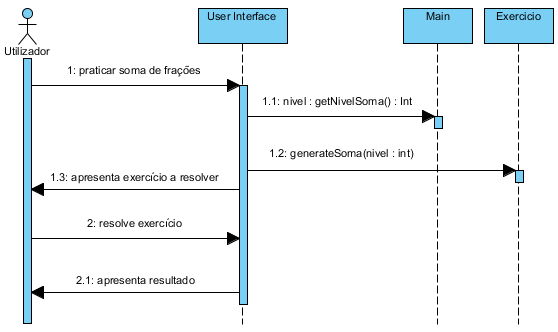 User Interface
Main
Exercicio
Utilizador
1: praticar soma de frações
1.1: nivel : getNivelSoma() : Int
1.2: generateSoma(nivel : int)
1.3: apresenta exercício a resolver
2: resolve exercício
2.1: apresenta resultado